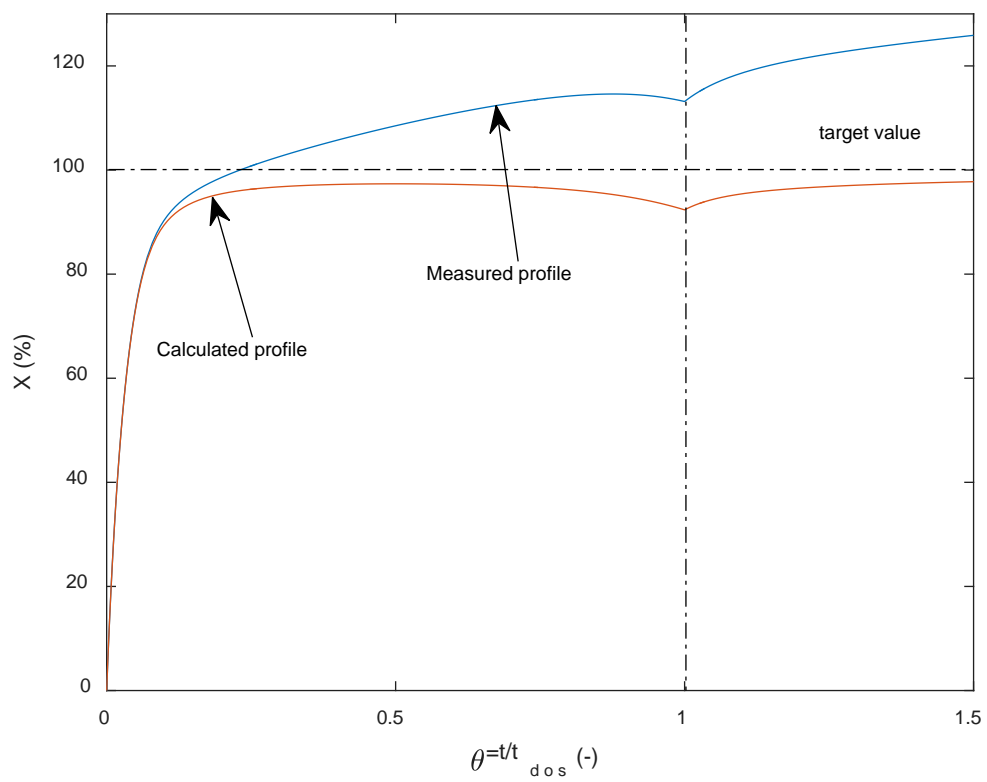 120
target value
100
Measured profile
80
Calculated profile
X (%)
60
40
20
0
0 0.5 1 1.5
θ=t/t dos (-)